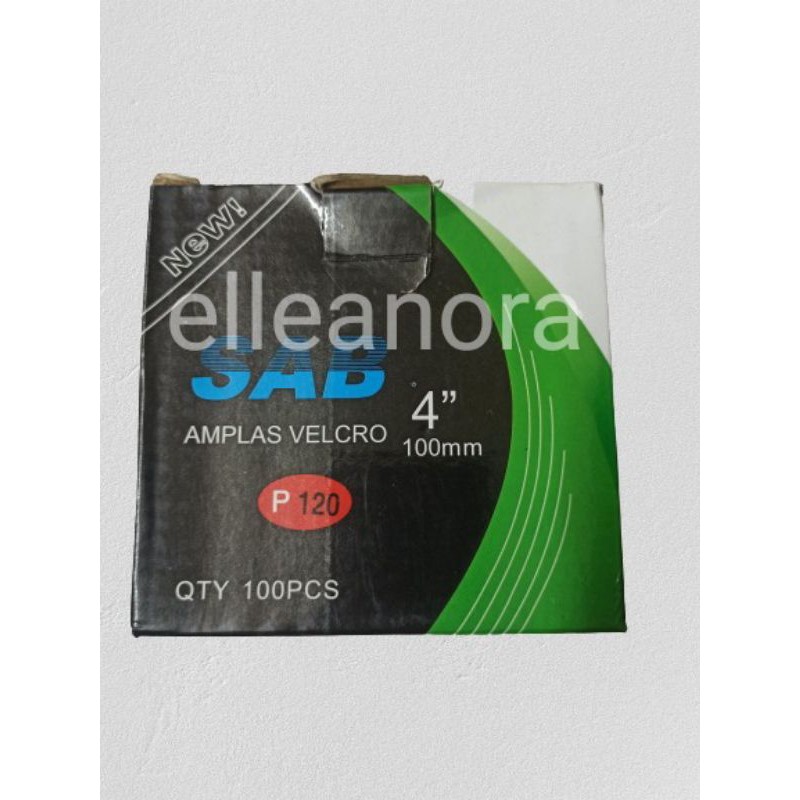 NEW!
elleanora
SAB
AMPLAS VELCRO
4”
100mm
P 120
QTY 100PCS